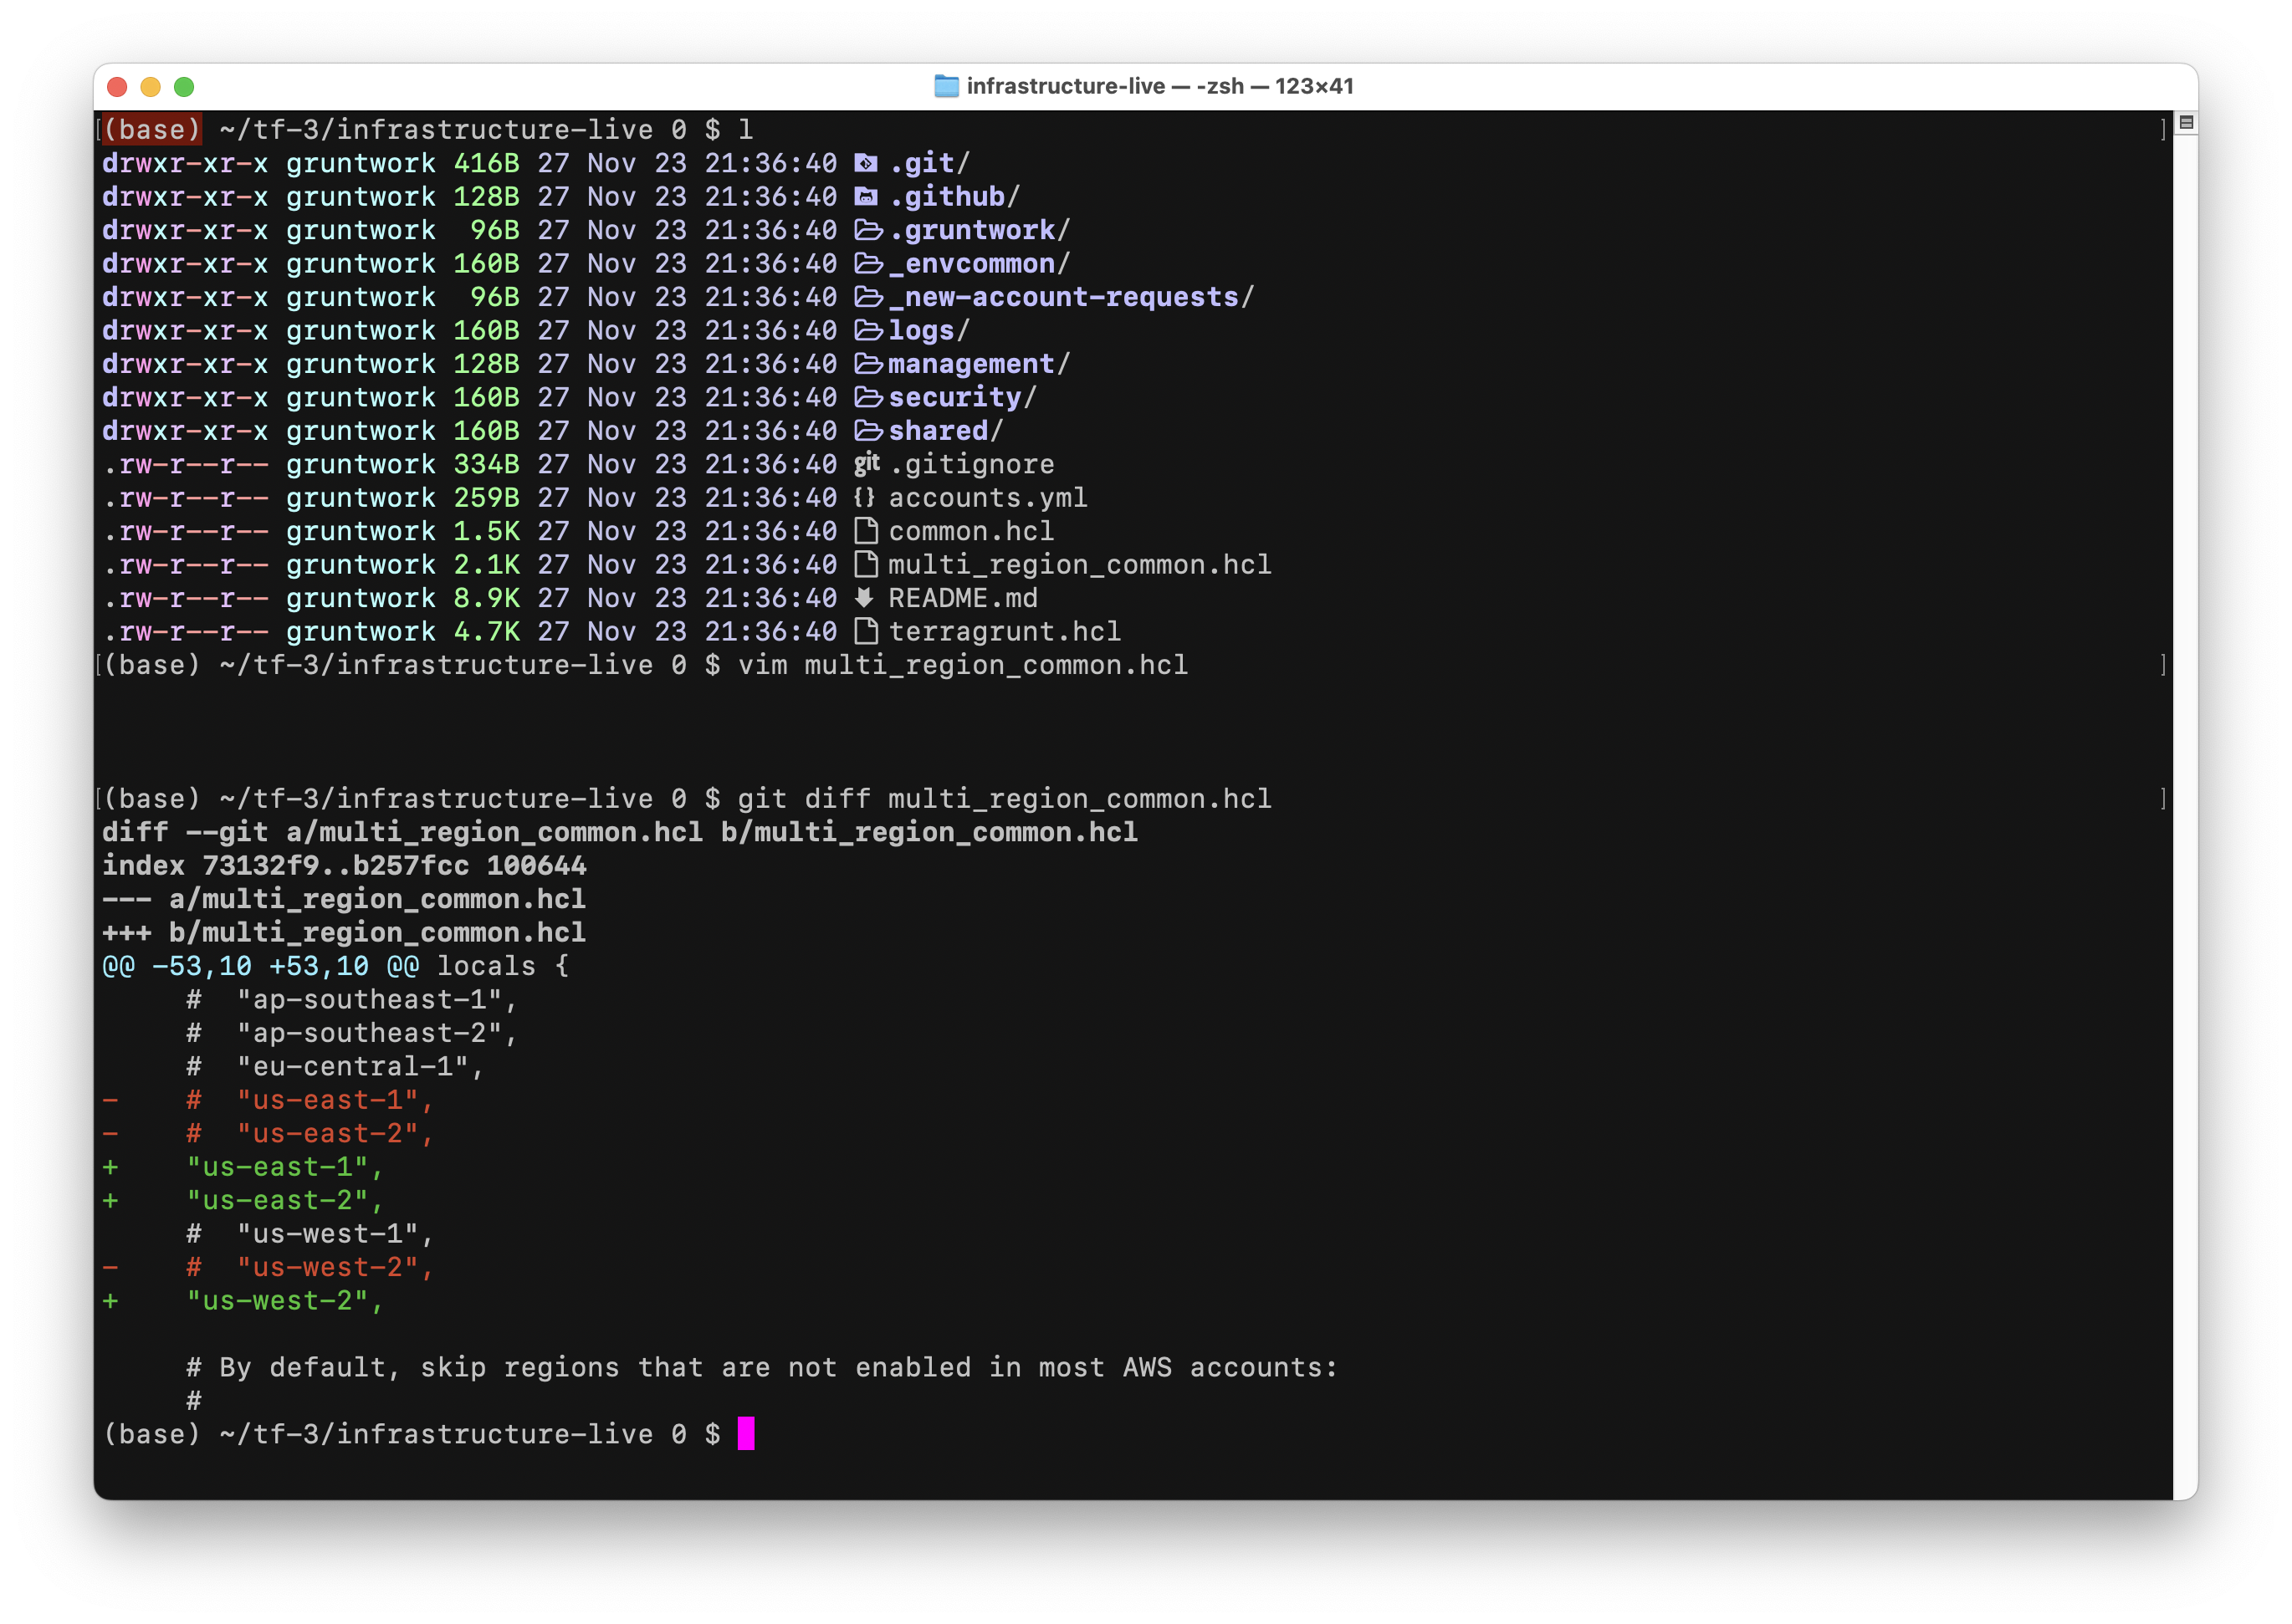 infrastructure-live — -zsh — 123×41
[(base) ~/tf-3/infrastructure-live 0 $ l ]
drwxr-xr-x gruntwork 416B 27 Nov 23 21:36:40 .git/
drwxr-xr-x gruntwork 128B 27 Nov 23 21:36:40 .github/
drwxr-xr-x gruntwork  96B 27 Nov 23 21:36:40 .gruntwork/
drwxr-xr-x gruntwork 160B 27 Nov 23 21:36:40 _envcommon/
drwxr-xr-x gruntwork  96B 27 Nov 23 21:36:40 _new-account-requests/
drwxr-xr-x gruntwork 160B 27 Nov 23 21:36:40 logs/
drwxr-xr-x gruntwork 128B 27 Nov 23 21:36:40 management/
drwxr-xr-x gruntwork 160B 27 Nov 23 21:36:40 security/
drwxr-xr-x gruntwork 160B 27 Nov 23 21:36:40 shared/
.rw-r--r-- gruntwork 334B 27 Nov 23 21:36:40 git .gitignore
.rw-r--r-- gruntwork 259B 27 Nov 23 21:36:40 {} accounts.yml
.rw-r--r-- gruntwork 1.5K 27 Nov 23 21:36:40 common.hcl
.rw-r--r-- gruntwork 2.1K 27 Nov 23 21:36:40 multi_region_common.hcl
.rw-r--r-- gruntwork 8.9K 27 Nov 23 21:36:40 README.md
.rw-r--r-- gruntwork 4.7K 27 Nov 23 21:36:40 terragrunt.hcl
[(base) ~/tf-3/infrastructure-live 0 $ vim multi_region_common.hcl ]
[(base) ~/tf-3/infrastructure-live 0 $ git diff multi_region_common.hcl ]
diff --git a/multi_region_common.hcl b/multi_region_common.hcl
index 73132f9..b257fcc 100644
--- a/multi_region_common.hcl
+++ b/multi_region_common.hcl
@@ -53,10 +53,10 @@ locals {
     #  "ap-southeast-1",
     #  "ap-southeast-2",
     #  "eu-central-1",
-    #  "us-east-1",
-    #  "us-east-2",
+    "us-east-1",
+    "us-east-2",
     #  "us-west-1",
-    #  "us-west-2",
+    "us-west-2",
     # By default, skip regions that are not enabled in most AWS accounts:
     #
(base) ~/tf-3/infrastructure-live 0 $